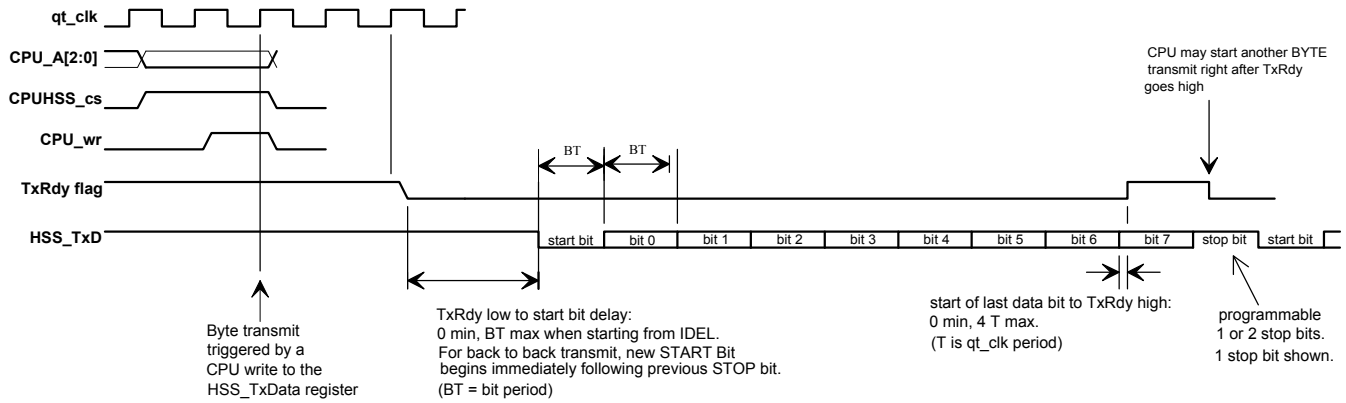 qt_clk
CPU_A[2:0]
CPUHSS_cs
CPU_wr
TxRdy flag
HSS_TxD
CPU may start another BYTE
transmit right after TxRdy
goes high
BT
BT
start bit
bit 0
bit 1
bit 2
bit 3
bit 4
bit 5
bit 6
bit 7
stop bit
start bit
Byte transmit
triggered by a
CPU write to the
HSS_TxData register
TxRdy low to start bit delay:
0 min, BT max when starting from IDEL.
For back to back transmit, new START Bit
begins immediately following previous STOP bit.
(BT = bit period)
start of last data bit to TxRdy high:
0 min, 4 T max.
(T is qt_clk period)
programmable
1 or 2 stop bits.
1 stop bit shown.